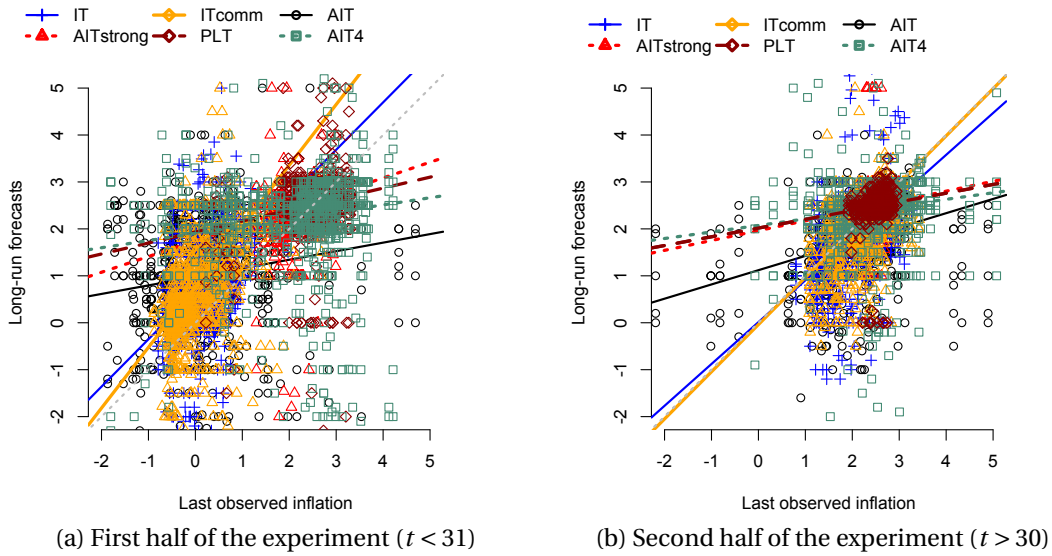 IT ITcomm AIT
AITstrong PLT AIT4
Long-run forecasts
5
4
3
2
1
0
-1
-2
-2 -1 0 1 2 3 4 5
Last observed inflation
(a) First half of the experiment (t < 31)
IT ITcomm AIT
AITstrong PLT AIT4
Long-run forecasts
5
4
3
2
1
0
-1
-2
-2 -1 0 1 2 3 4 5
Last observed inflation
(b) Second half of the experiment (t > 30)